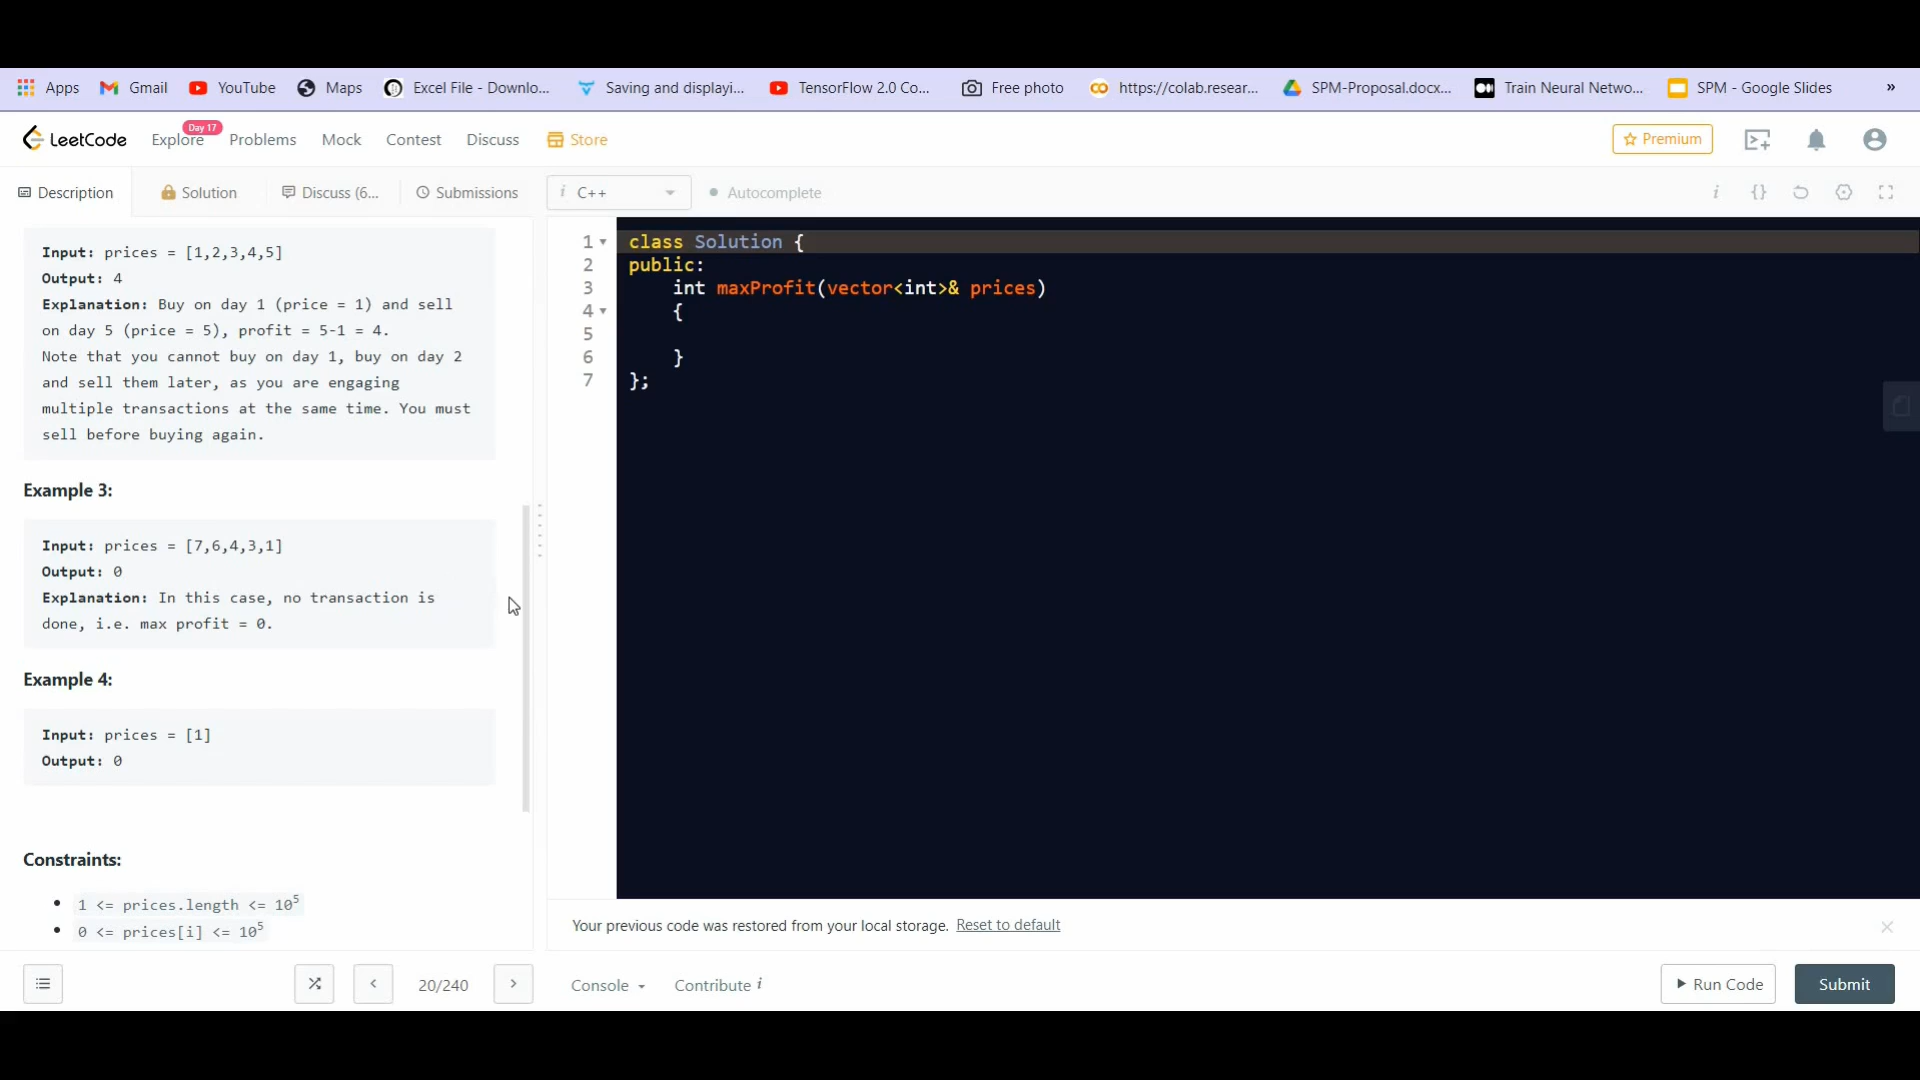 Apps Gmail YouTube Maps Excel File - Downlo... Saving and displayi... TensorFlow 2.0 Co... Free photo https://colab.resear... SPM-Proposal.docx... Train Neural Netwo... SPM - Google Slides »
LeetCode Explore Day 17 Problems Mock Contest Discuss Store Premium
Description Solution Discuss (6... Submissions i C++ Autocomplete i {}
Input: prices = [1,2,3,4,5]
Output: 4
Explanation: Buy on day 1 (price = 1) and sell
on day 5 (price = 5), profit = 5-1 = 4.
Note that you cannot buy on day 1, buy on day 2
and sell them later, as you are engaging
multiple transactions at the same time. You must
sell before buying again.
Example 3:
Input: prices = [7,6,4,3,1]
Output: 0
Explanation: In this case, no transaction is
done, i.e. max profit = 0.
Example 4:
Input: prices = [1]
Output: 0
Constraints:
• 1 <= prices.length <= 10⁵
• 0 <= prices[i] <= 10⁵
1 class Solution {
2 public:
3 int maxProfit(vector<int>& prices)
4 {
5
6 }
7 };
Your previous code was restored from your local storage. Reset to default
< 20/240 > Console Contribute i Run Code Submit